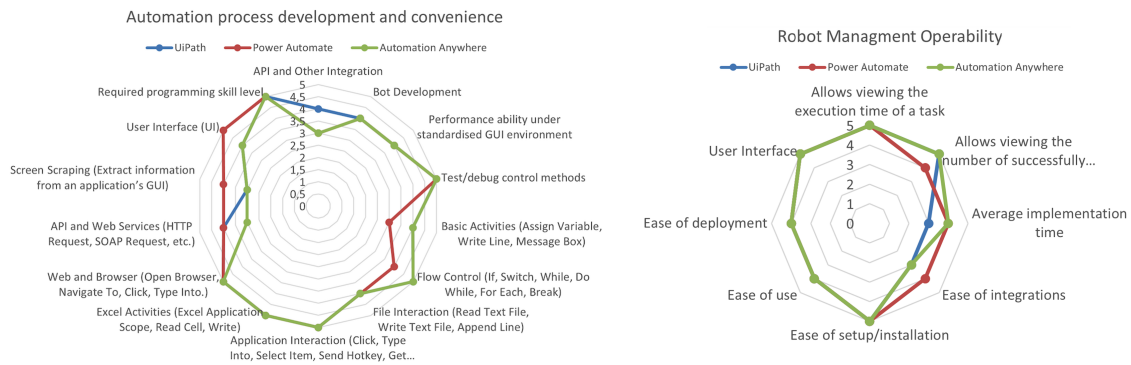 Automation process development and convenience
UiPath
Power Automate
Automation Anywhere
API and Other Integration
Bot Development
Performance ability under
standardised GUI environment
Test/debug control methods
Basic Activities (Assign Variable,
Write Line, Message Box)
Flow Control (If, Switch, While, Do
While, For Each, Break)
File Interaction (Read Text File,
Write Text File, Append Line)
Application Interaction (Click, Type
Into, Select Item, Send Hotkey, Get...
Excel Activities (Excel Application
Scope, Read Cell, Write)
Web and Browser (Open Browser,
Navigate To, Click, Type Into.)
API and Web Services (HTTP
Request, SOAP Request, etc.)
Screen Scraping (Extract information
from an application's GUI)
User Interface (UI)
Required programming skill level
5
4,5
4
3,5
3
2,5
2
1,5
1
0,5
0
Robot Managment Operability
UiPath
Power Automate
Automation Anywhere
Allows viewing the
execution time of a task
Allows viewing the
number of successfully...
Average implementation
time
Ease of integrations
Ease of setup/installation
Ease of use
Ease of deployment
User Interface
5
4
3
2
1
0